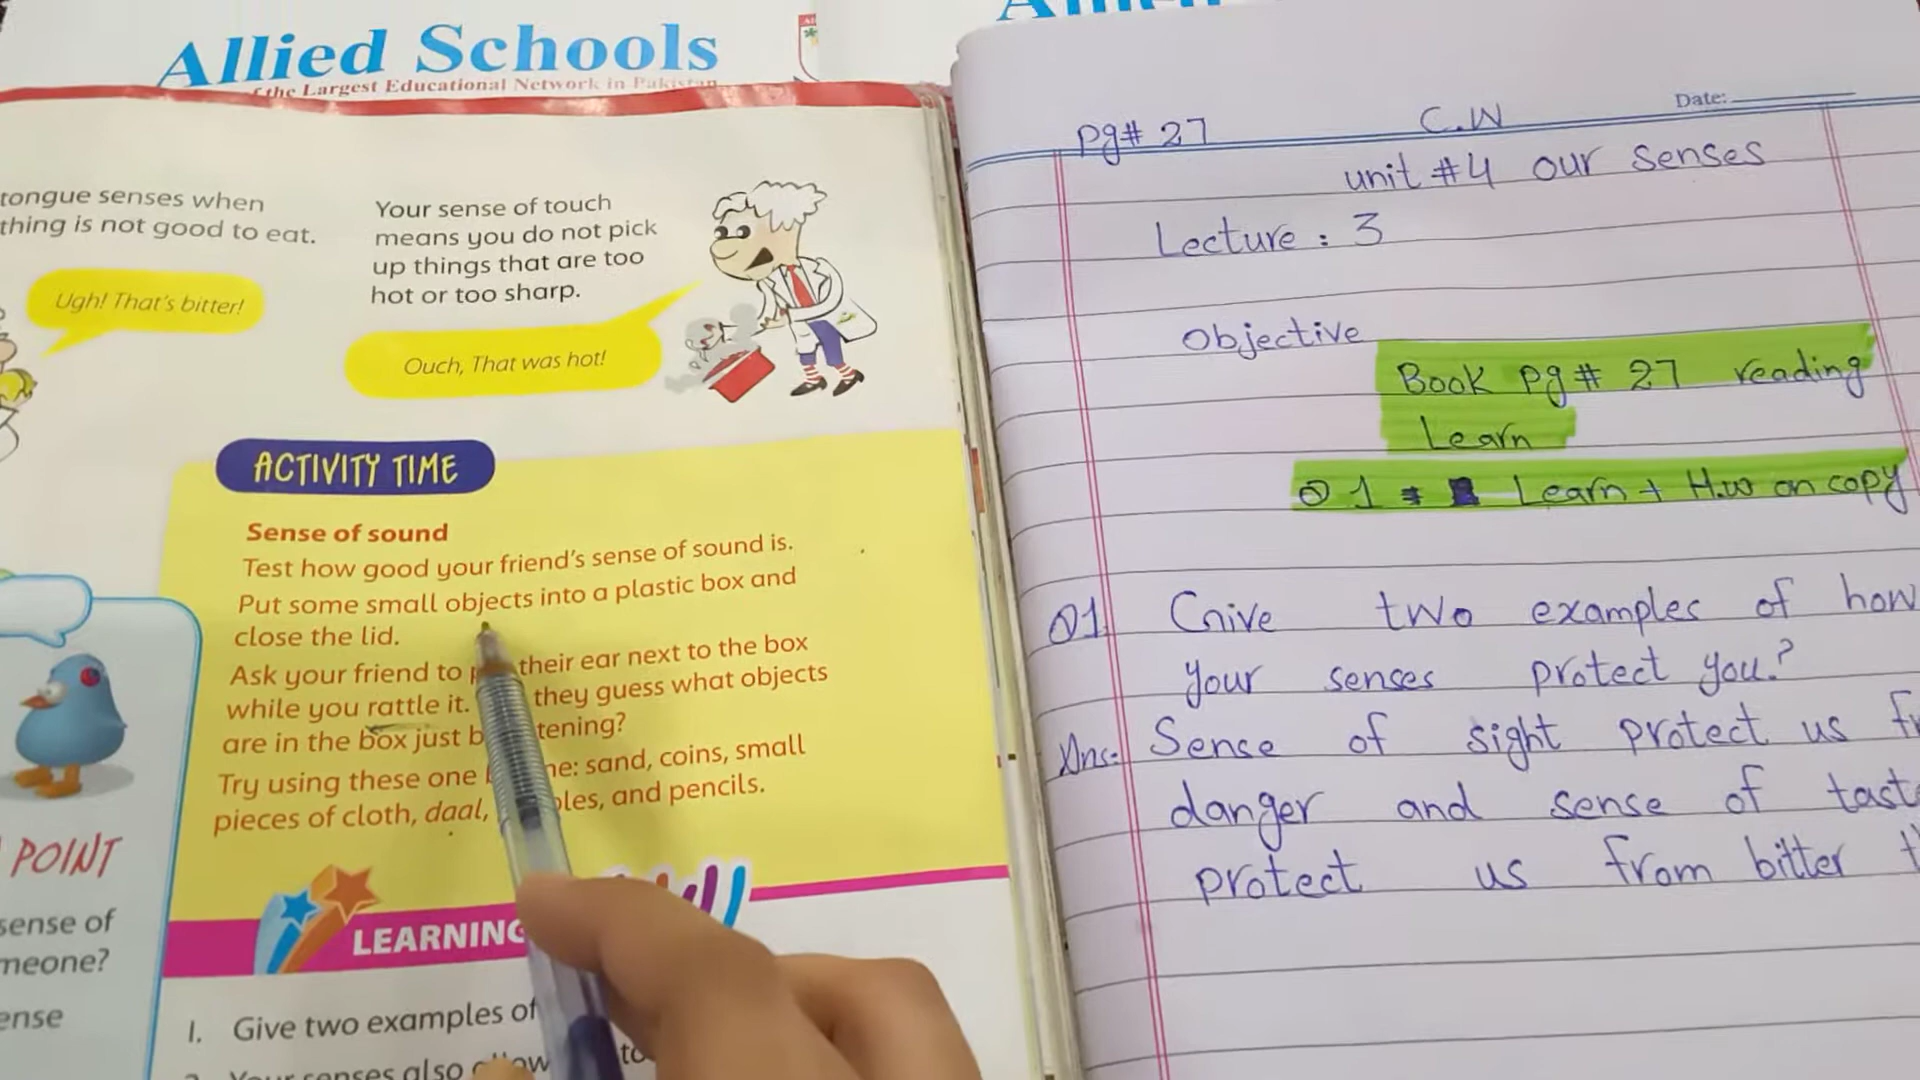 Allied Schools
the Largest Educational Network in Pakistan
tongue senses when
thing is not good to eat.
Ugh! That's bitter!
Your sense of touch
means you do not pick
up things that are too
hot or too sharp.
Ouch, That was hot!
ACTIVITY TIME
Sense of sound
Test how good your friend's sense of sound is.
Put some small objects into a plastic box and
close the lid.
Ask your friend to their ear next to the box
while you rattle it. they guess what objects
are in the box just
Try using these one sand, coins, small
pieces of cloth, daal, and pencils.
POINT
sense of
LEARNING
1. Give two examples of
senses also
Date:
pg# 27 C.W
unit #4 our senses
Lecture : 3
Objective
Book pg# 27 reading
Learn
Q1 Learn + H.w on copy
Q1 Give two examples of how
your senses protect you?
Ans:- Sense of sight protect us
danger and sense of
protect us from bitter